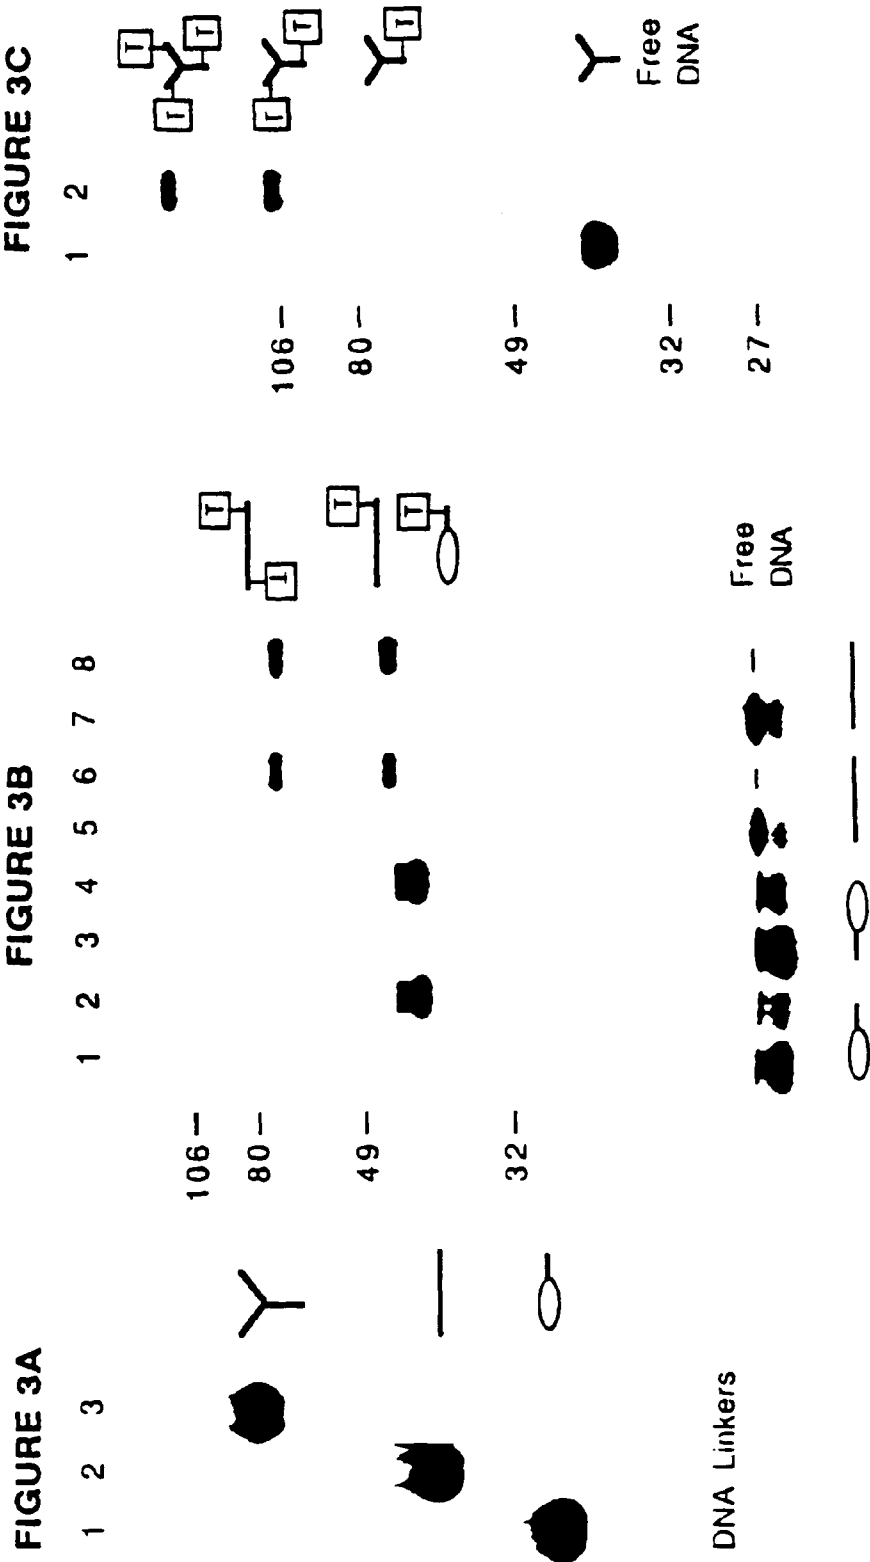 FIGURE 3A
1 2 3
DNA Linkers
FIGURE 3B
1 2 3 4 5 6 7 8
106
80
49
32
T
T
T
T
Free
DNA
FIGURE 3C
1 2
106
80
49
32
27
T
T
T
T
T
T
Free
DNA